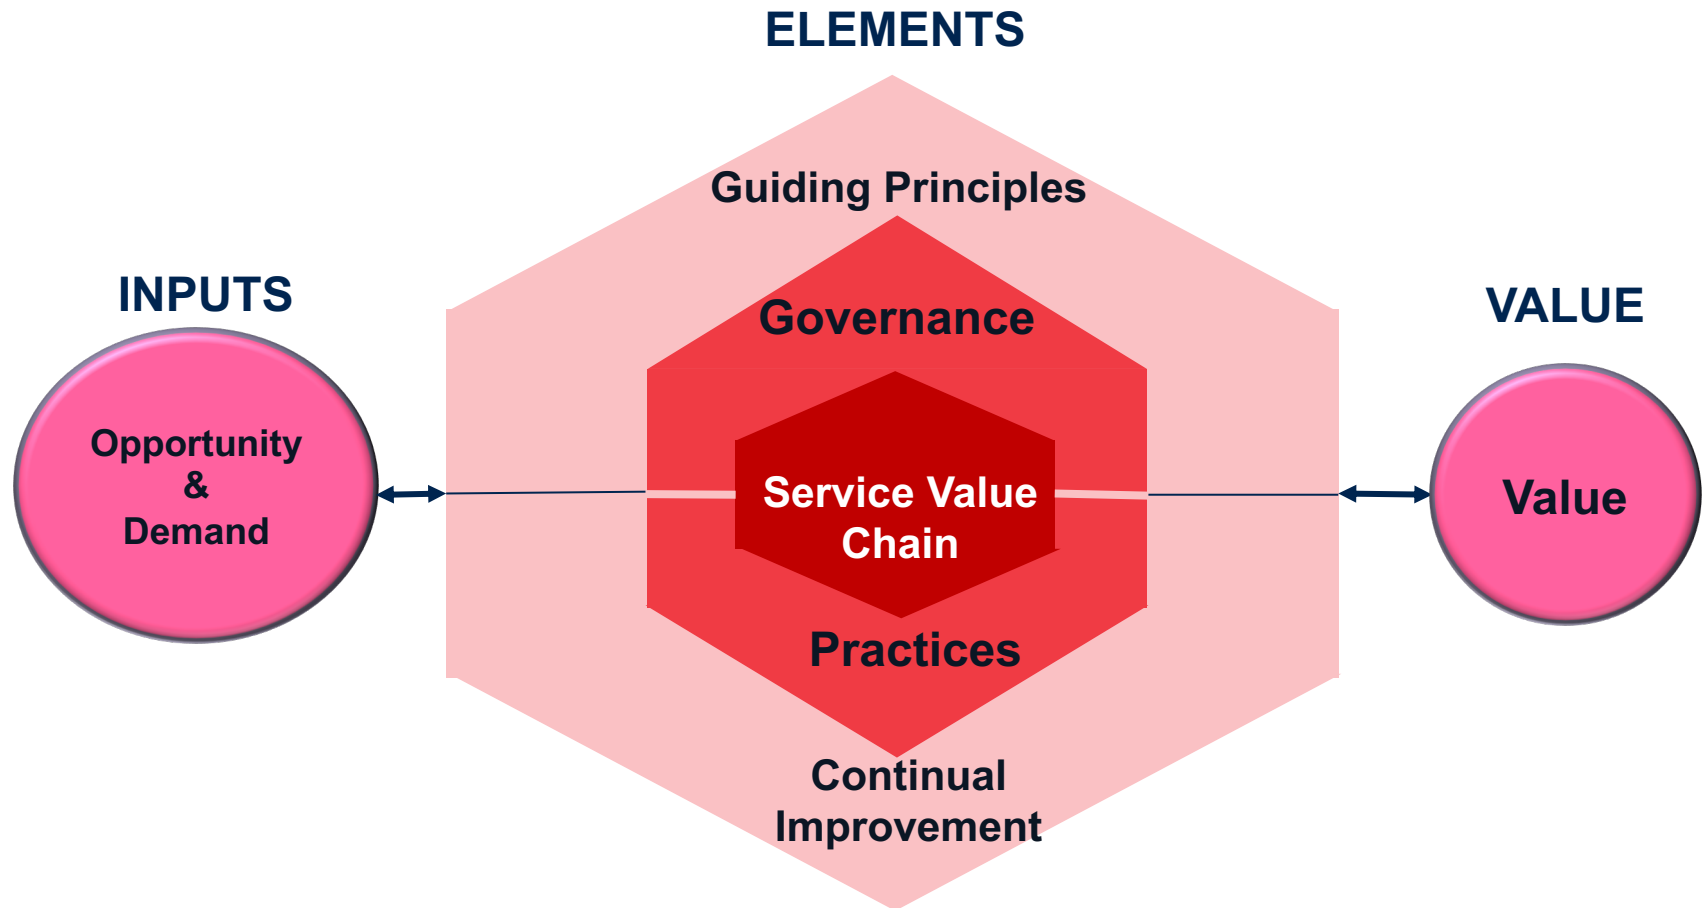 ELEMENTS
Guiding Principles
Governance
INPUTS
VALUE
Opportunity
&
Demand
Service Value
Chain
Value
Practices
Continual
Improvement